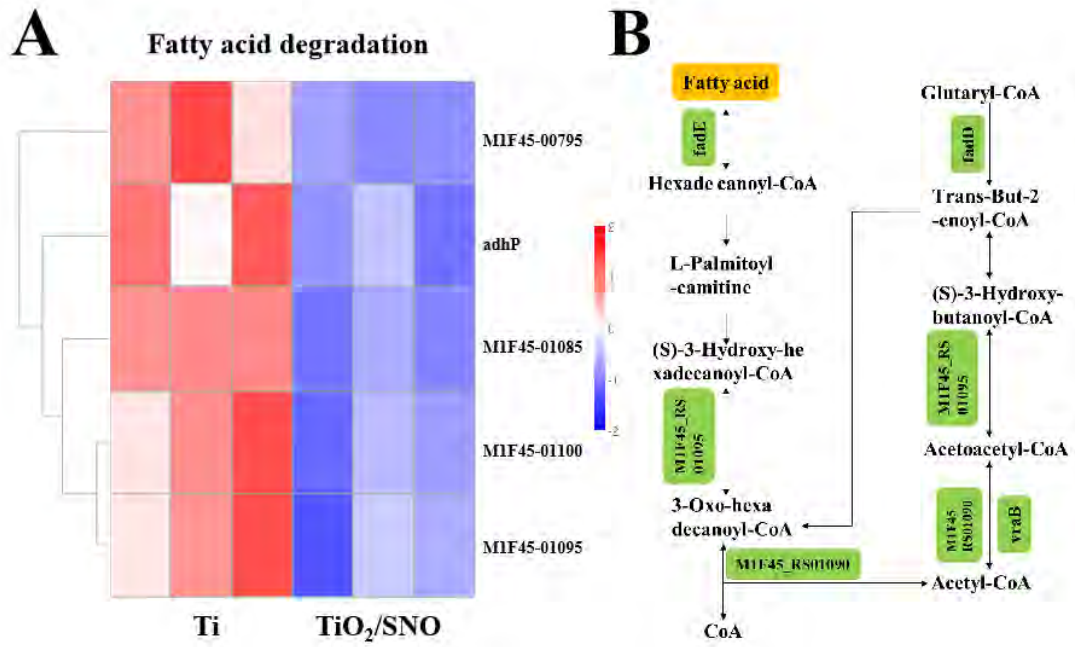 A
Fatty acid degradation
M1F45-00795
adhP
M1F45-01085
M1F45-01100
M1F45-01095
2
1
0
-1
-2
Ti
TiO₂/SNO
B
Fatty acid
fadE
Hexade canoyl-CoA
L-Palmitoyl
-camitine
(S)-3-Hydroxy-he
xadecanoyl-CoA
M1F45_RS
01095
3-Oxo-hexa
decanoyl-CoA
M1F45_RS01090
CoA
Glutaryl-CoA
fadD
Trans-But-2
-enoyl-CoA
(S)-3-Hydroxy-
butanoyl-CoA
M1F45_RS
01095
Acetoacetyl-CoA
M1F45
RS01090
vraB
Acetyl-CoA